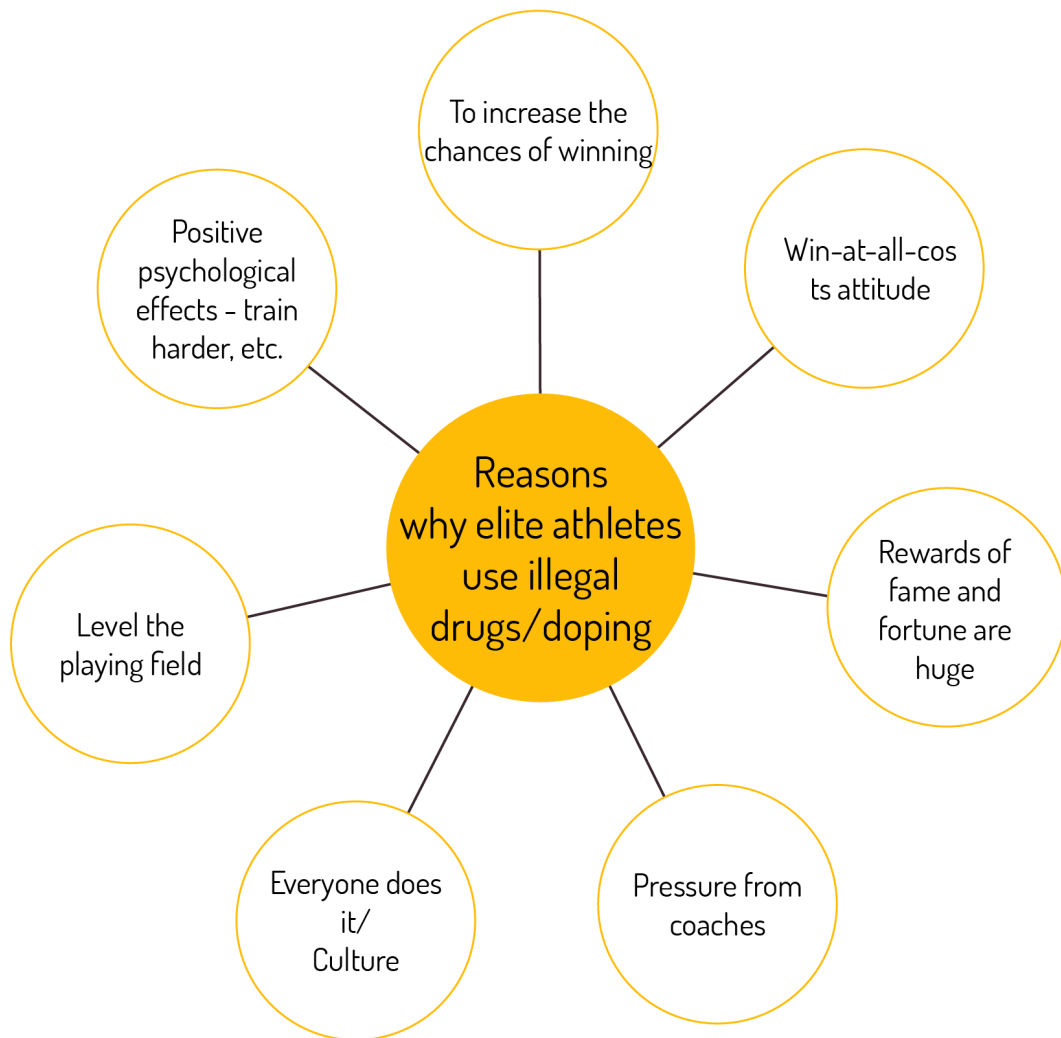 To increase the
chances of winning
Win-at-all-cos
ts attitude
Rewards of
fame and
fortune are
huge
Pressure from
coaches
Everyone does
it/
Culture
Level the
playing field
Positive
psychological
effects - train
harder, etc.
Reasons
why elite athletes
use illegal
drugs/doping